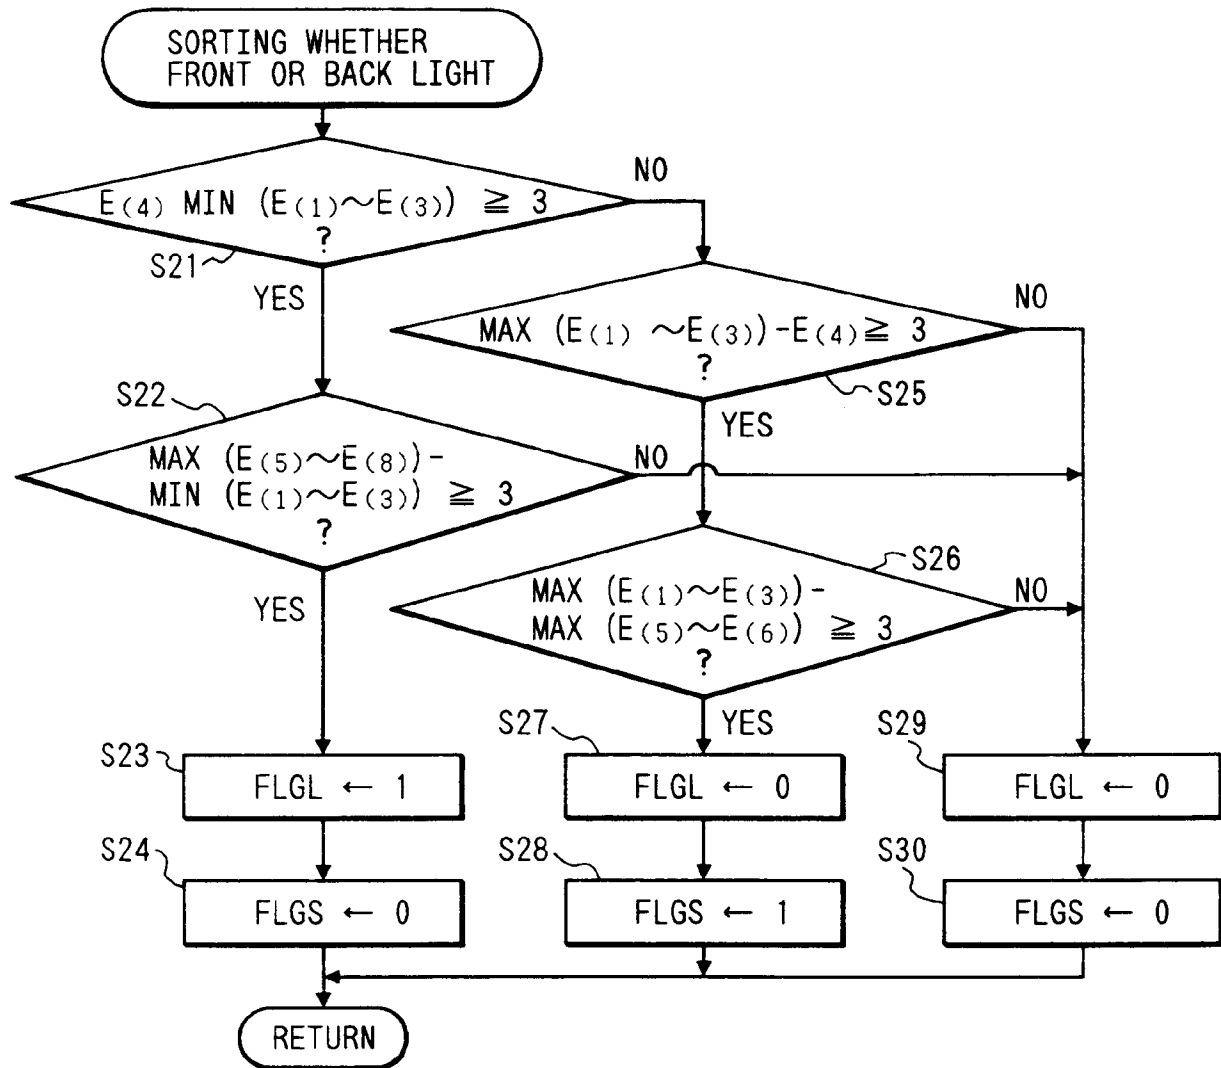 SORTING WHETHER
FRONT OR BACK LIGHT
E(4) MIN (E(1)~E(3)) ≧ 3
?
S21
NO
YES
MAX (E(1) ~E(3))-E(4)≧ 3
?
S25
NO
YES
S22
MAX (E(5)~E(8))-
MIN (E(1)~E(3)) ≧ 3
?
NO
YES
S26
MAX (E(1)~E(3))-
MAX (E(5)~E(6)) ≧ 3
?
NO
YES
S23
FLGL ← 1
S27
FLGL ← 0
S29
FLGL ← 0
S24
FLGS ← 0
S28
FLGS ← 1
S30
FLGS ← 0
RETURN